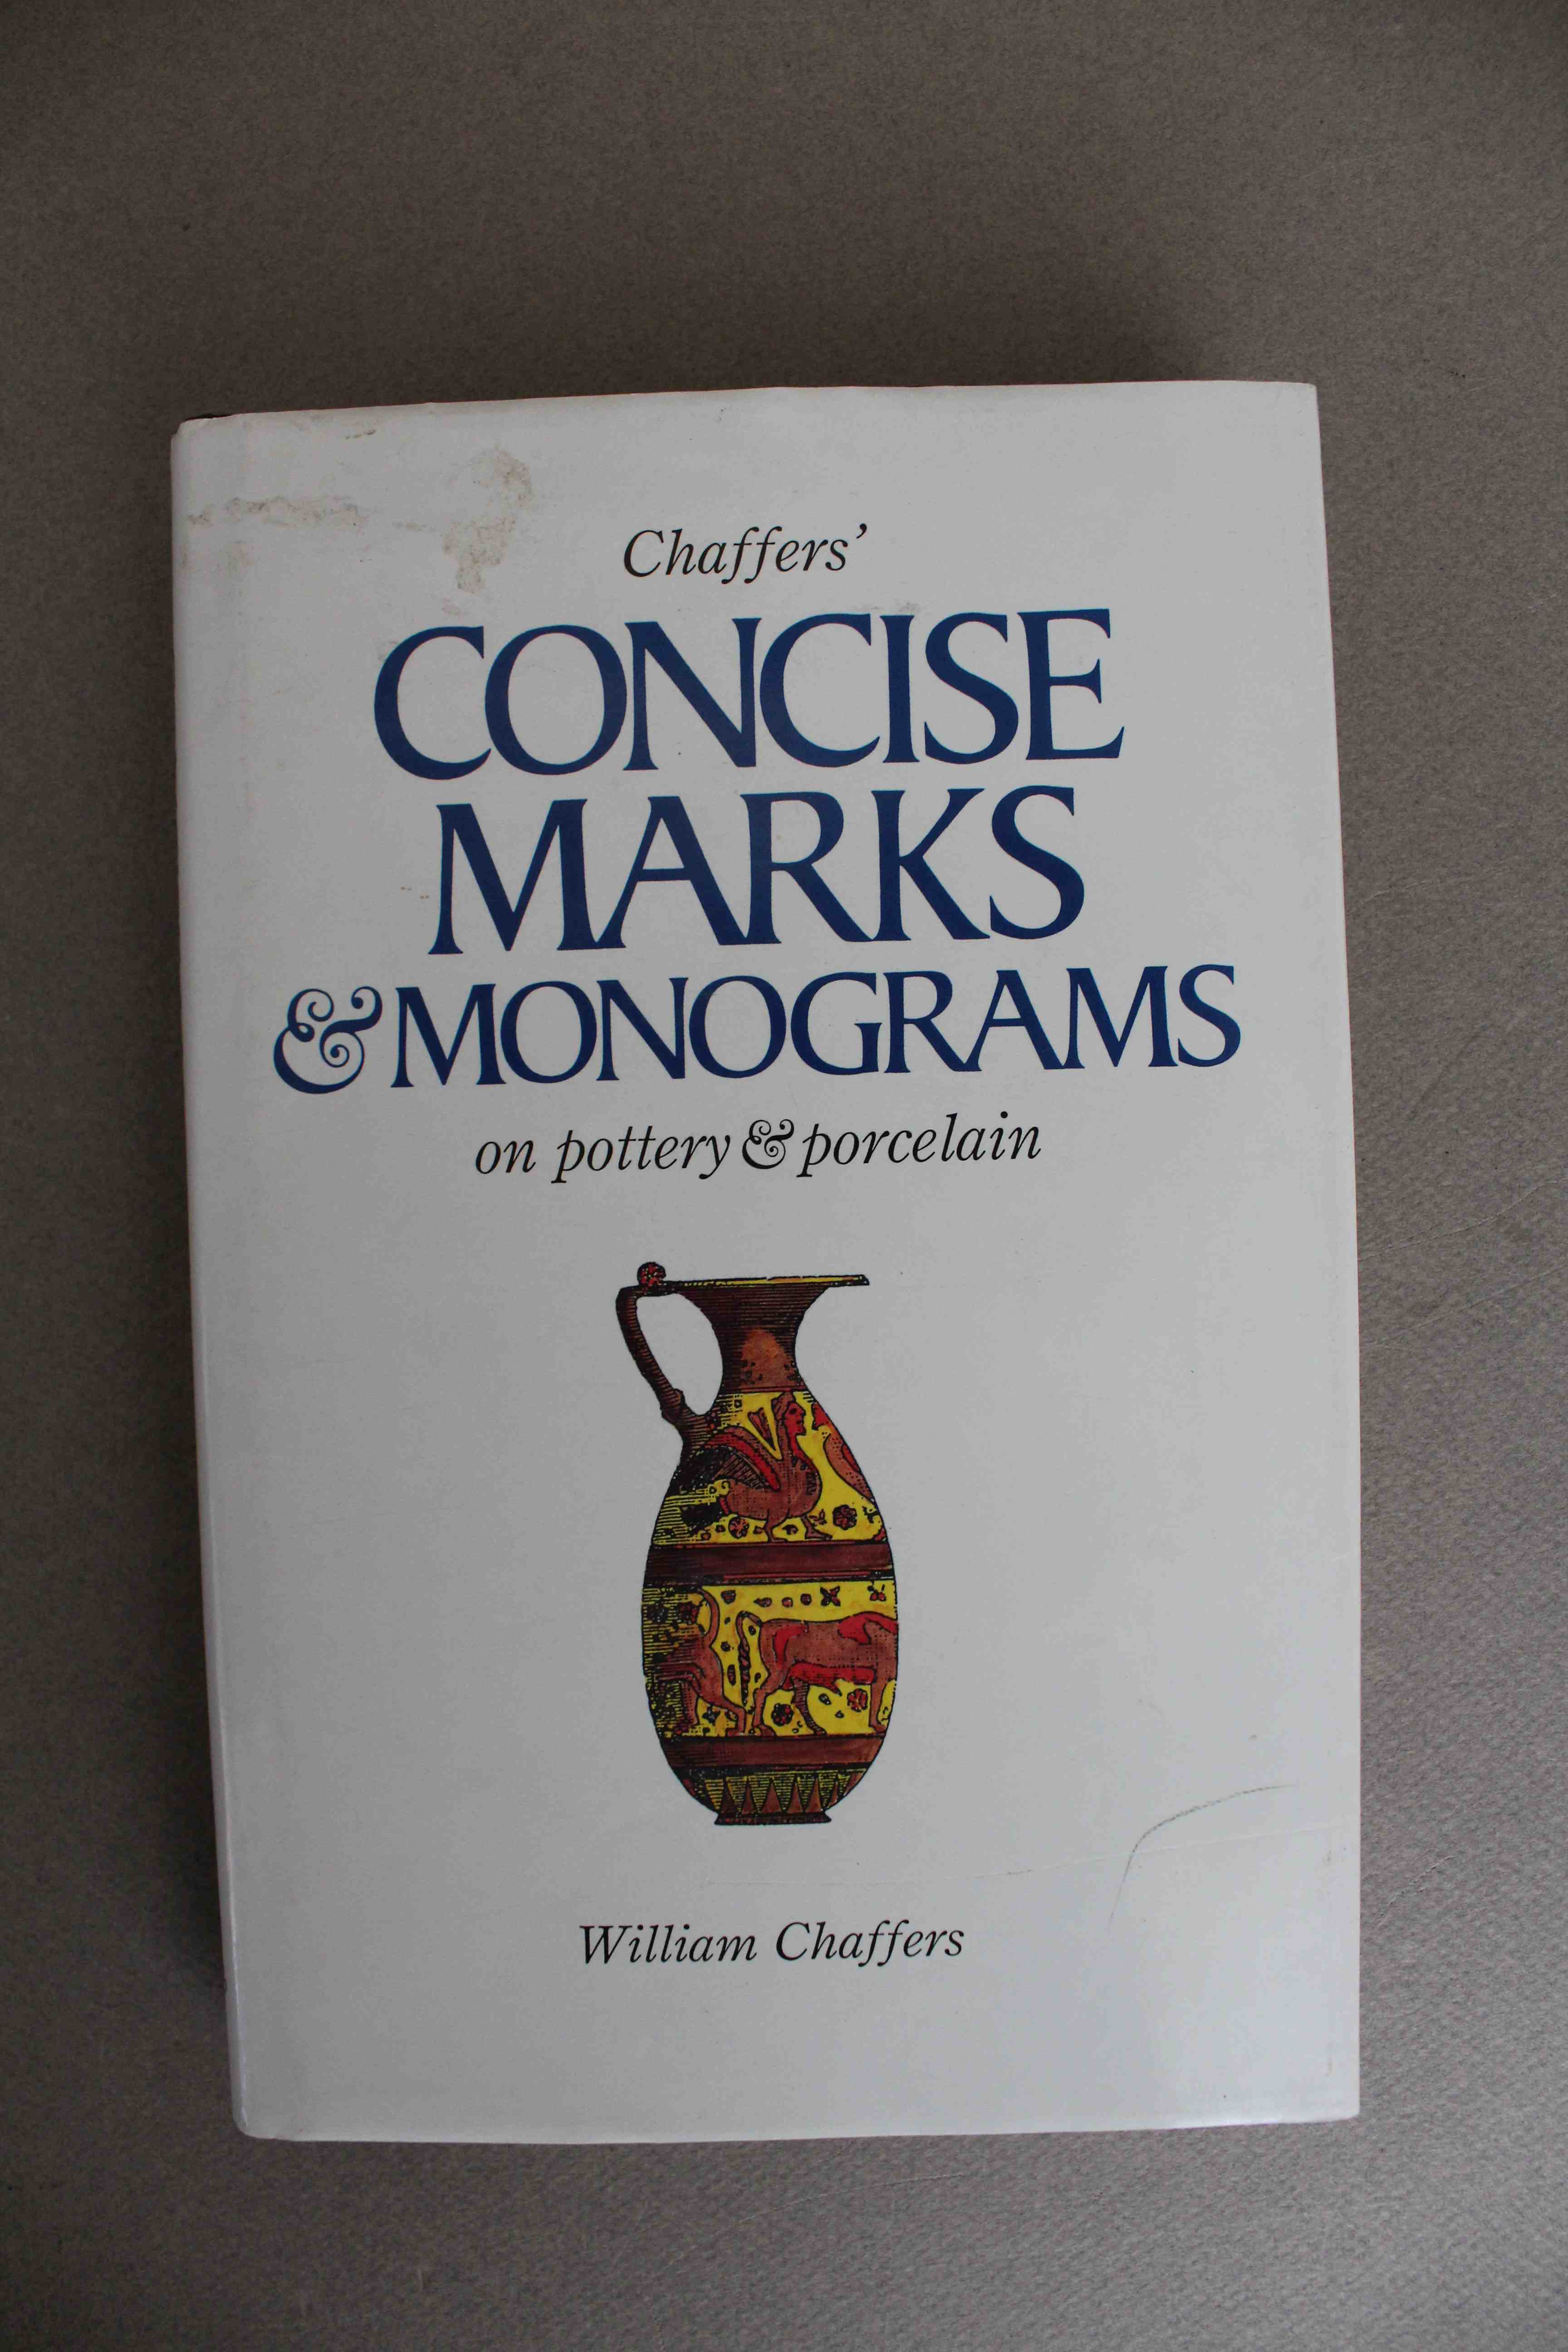 Chaffers’
CONCISE
MARKS
& MONOGRAMS
on pottery & porcelain
William Chaffers